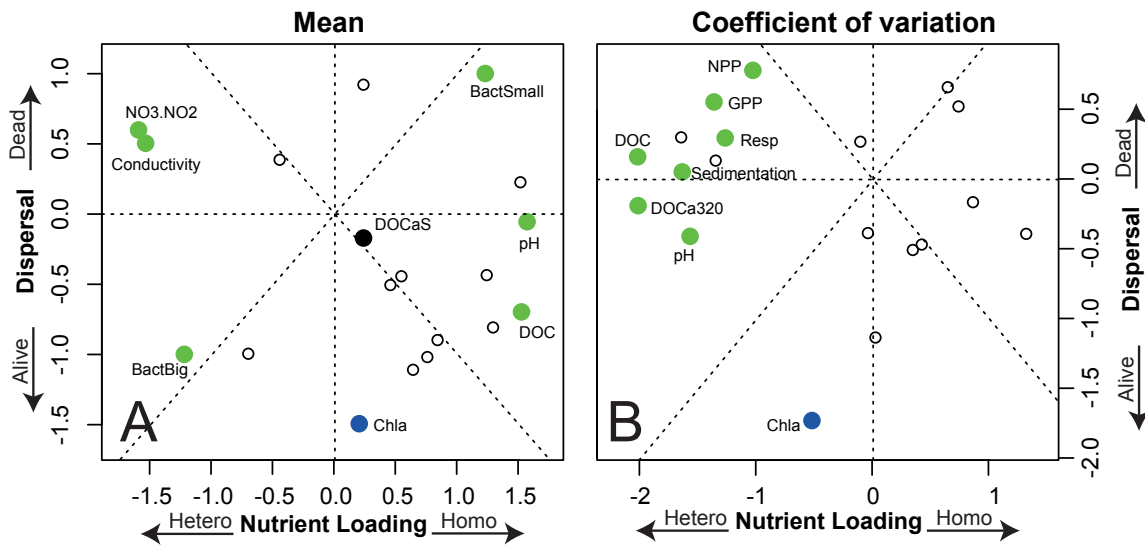 Mean
Coefficient of variation
Dispersal
Dead
Alive
1.0
0.5
0.0
-0.5
-1.0
-1.5
NO3.NO2
Conductivity
BactSmall
DOCaS
pH
DOC
BactBig
Chla
A
-1.5 -1.0 -0.5 0.0 0.5 1.0 1.5
Hetero Nutrient Loading Homo
NPP
GPP
DOC
Resp
Sedimentation
DOCa320
pH
Chla
B
-2 -1 0 1
Hetero Nutrient Loading Homo
0.5
0.0
-0.5
-1.0
-1.5
-2.0
Dispersal
Dead
Alive